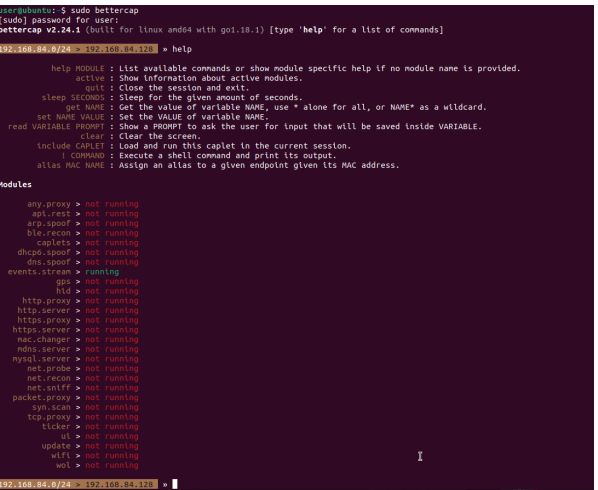 user@ubuntu:~$ sudo bettercap
[sudo] password for user:
bettercap v2.24.1 (built for linux amd64 with go1.18.1) [type 'help' for a list of commands]
192.168.84.0/24 > 192.168.84.128 » help
help MODULE : List available commands or show module specific help if no module name is provided.
active : Show information about active modules.
quit : Close the session and exit.
sleep SECONDS : Sleep for the given amount of seconds.
get NAME : Get the value of variable NAME, use * alone for all, or NAME* as a wildcard.
set NAME VALUE : Set the VALUE of variable NAME.
read VARIABLE PROMPT : Show a PROMPT to ask the user for input that will be saved inside VARIABLE.
clear : Clear the screen.
include CAPLET : Load and run this caplet in the current session.
! COMMAND : Execute a shell command and print its output.
alias MAC NAME : Assign an alias to a given endpoint given its MAC address.
Modules
any.proxy > not running
api.rest > not running
arp.spoof > not running
ble.recon > not running
caplets > not running
dhcp6.spoof > not running
dns.spoof > not running
events.stream > running
gps > not running
hid > not running
http.proxy > not running
http.server > not running
https.proxy > not running
https.server > not running
mac.changer > not running
mdns.server > not running
mysql.server > not running
net.probe > not running
net.recon > not running
net.sniff > not running
packet.proxy > not running
syn.scan > not running
tcp.proxy > not running
ticker > not running
ui > not running
update > not running
wifi > not running
wol > not running
192.168.84.0/24 > 192.168.84.128 »